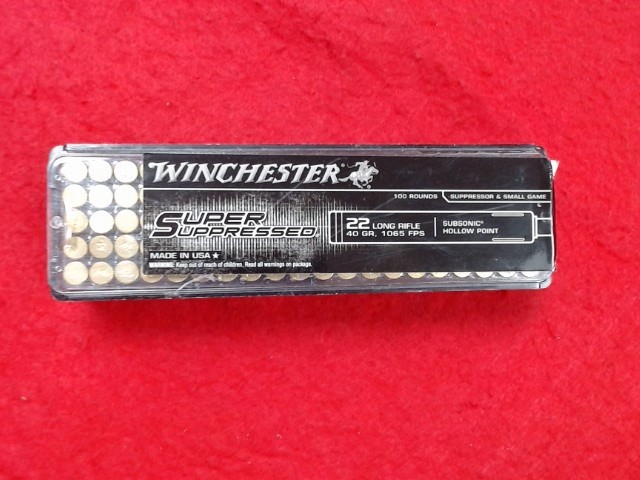 WINCHESTER
100 ROUNDS
SUPPRESSOR & SMALL GAME
SUPER
SUPPRESSED
22 LONG RIFLE
40 GR, 1065 FPS
SUBSONIC
HOLLOW POINT
MADE IN USA★
WARNING: Keep out of reach of children. Read all warnings on package.